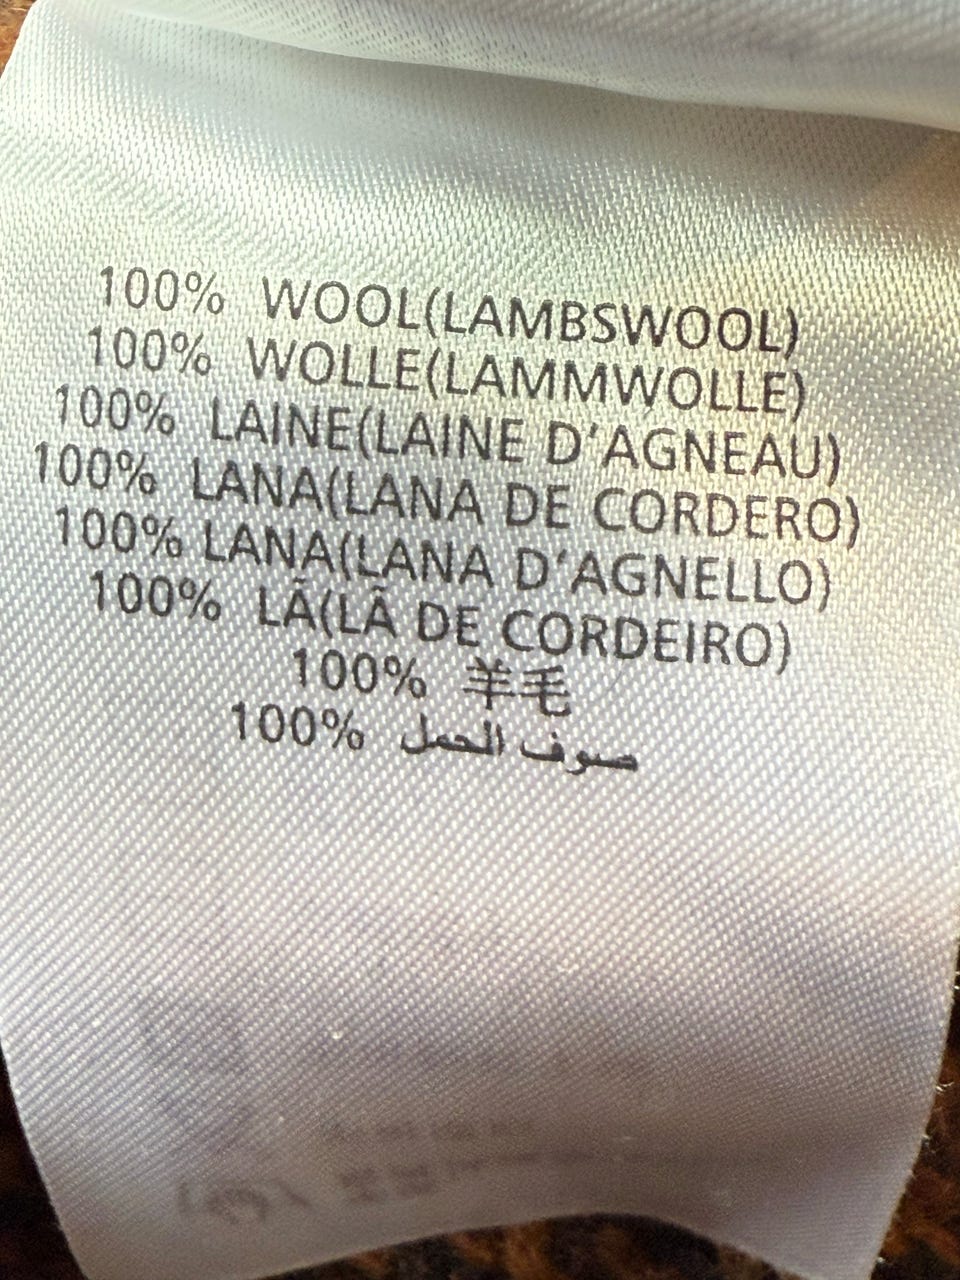 100% WOOL(LAMBSWOOL)
100% WOLLE(LAMMWOLLE)
100% LAINE(LAINE D'AGNEAU)
100% LANA(LANA DE CORDERO)
100% LANA(LANA D'AGNELLO)
100% LÃ(LÃ DE CORDEIRO)
100% 羊毛
100% صوف الحمل